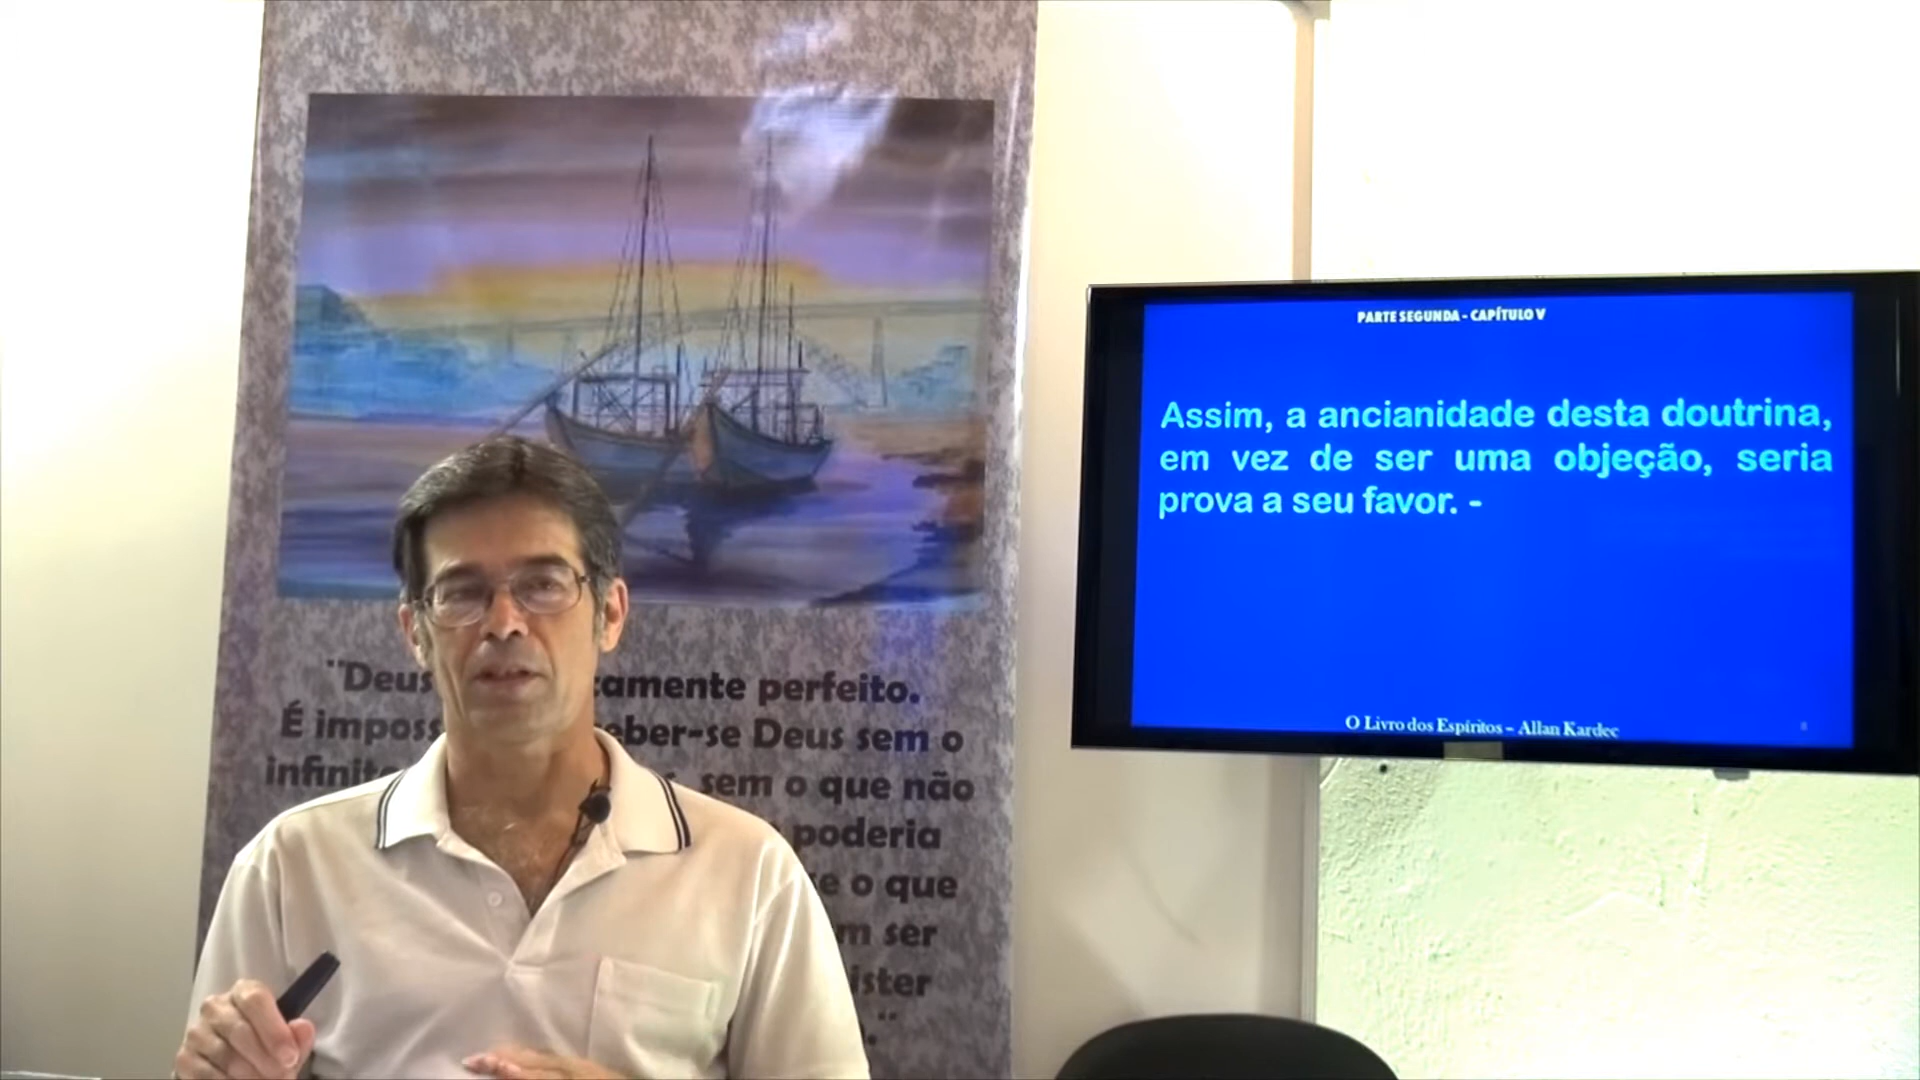 ¨Deus camente perfeito.
É imposs eber-se Deus sem o
infinito sem o que não
poderia
e o que
m ser
ister
PARTE SEGUNDA - CAPÍTULO V
Assim, a ancianidade desta doutrina,
em vez de ser uma objeção, seria
prova a seu favor. -
O Livro dos Espíritos – Allan Kardec